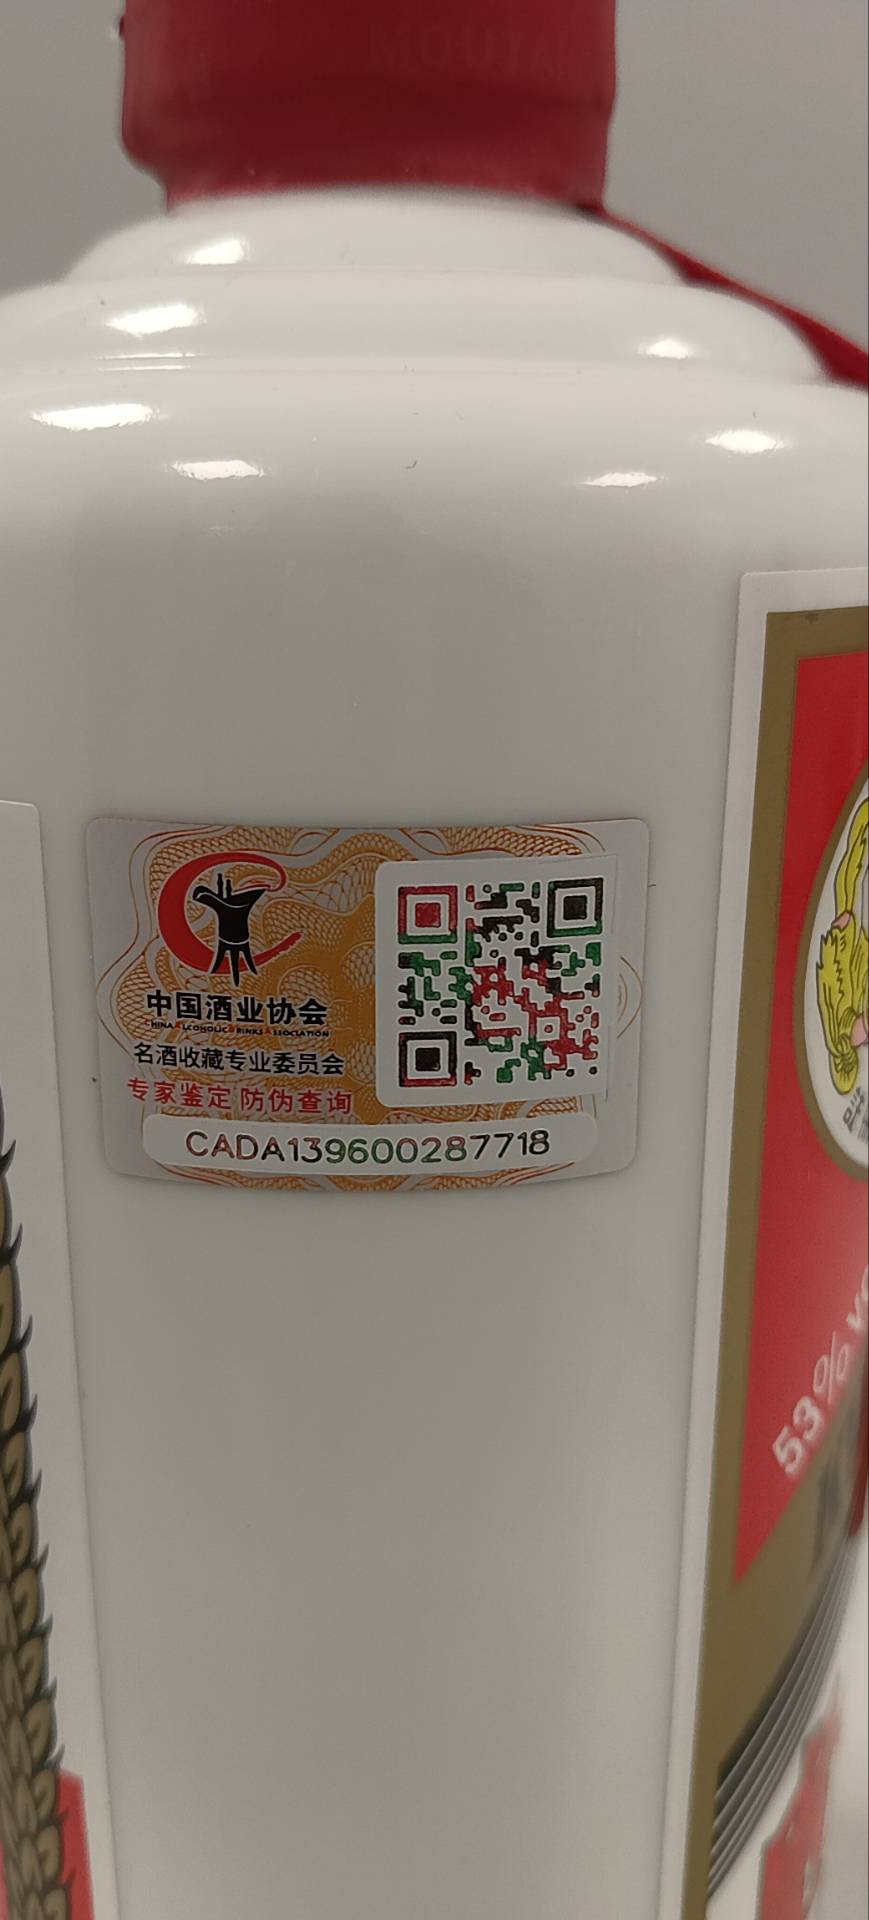 MOUTAI
中国酒业协会
CHINA ALCOHOLIC DRINKS ASSOCIATION
名酒收藏专业委员会
专家鉴定 防伪查询
CADA139600287718
53%